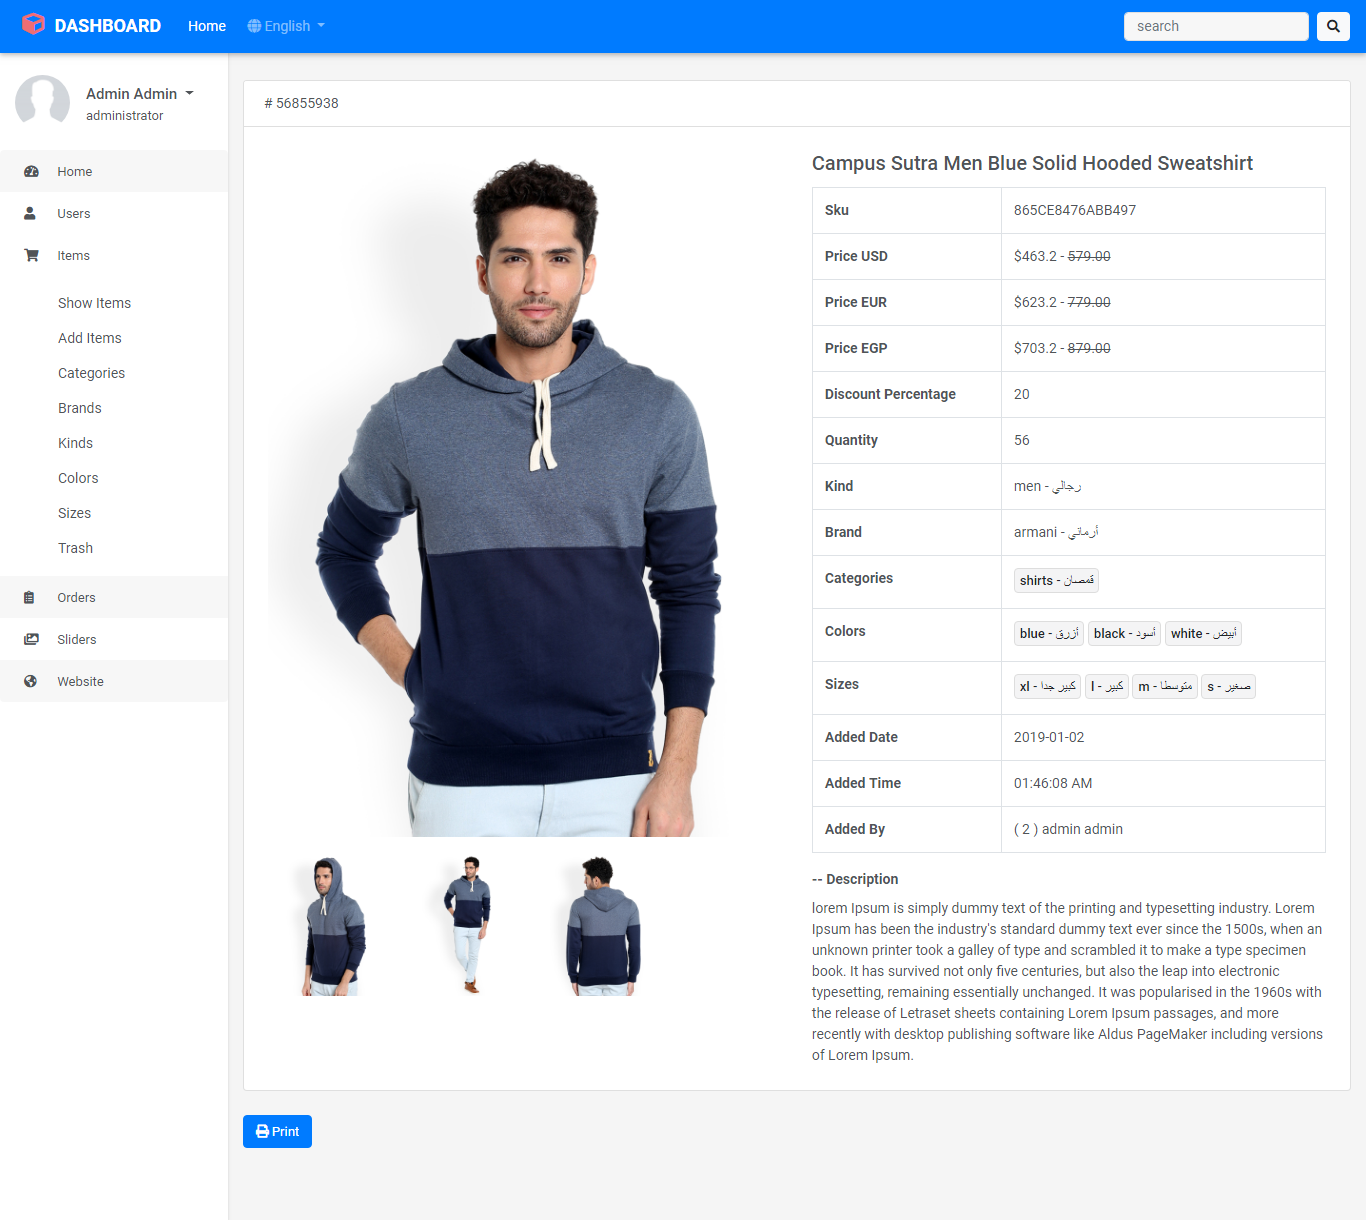 DASHBOARD Home English search
Admin Admin
administrator
Home
Users
Items
Show Items
Add Items
Categories
Brands
Kinds
Colors
Sizes
Trash
Orders
Sliders
Website
# 56855938
Campus Sutra Men Blue Solid Hooded Sweatshirt
Sku 865CE8476ABB497
Price USD $463.2 - 579.00
Price EUR $623.2 - 779.00
Price EGP $703.2 - 879.00
Discount Percentage 20
Quantity 56
Kind men - رجالي
Brand armani - أرماني
Categories shirts - قمصان
Colors blue - أزرق black - أسود white - أبيض
Sizes xl - كبير جدا l - كبير m - متوسطا s - صغير
Added Date 2019-01-02
Added Time 01:46:08 AM
Added By ( 2 ) admin admin
-- Description
lorem Ipsum is simply dummy text of the printing and typesetting industry. Lorem
Ipsum has been the industry's standard dummy text ever since the 1500s, when an
unknown printer took a galley of type and scrambled it to make a type specimen
book. It has survived not only five centuries, but also the leap into electronic
typesetting, remaining essentially unchanged. It was popularised in the 1960s with
the release of Letraset sheets containing Lorem Ipsum passages, and more
recently with desktop publishing software like Aldus PageMaker including versions
of Lorem Ipsum.
Print